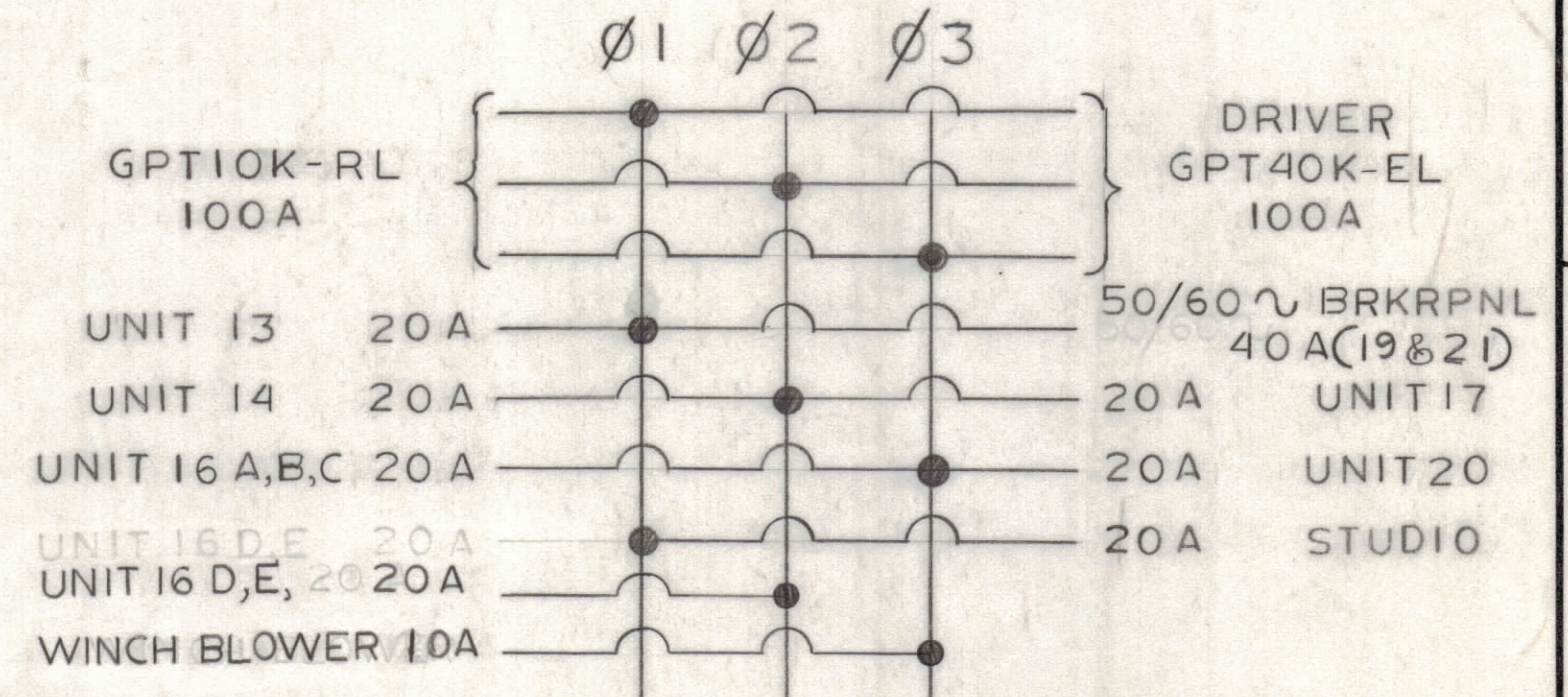 Ø1 Ø2 Ø3
GPT10K-RL
100A
DRIVER
GPT40K-EL
100A
UNIT 13 20A
50/60 ∿ BRKRPNL
40A(19&21)
UNIT 14 20A
20A UNIT17
UNIT 16 A,B,C 20A
20A UNIT20
UNIT 16 D,E 20A
20A STUDIO
UNIT 16 D,E, 20A
WINCH BLOWER 10A